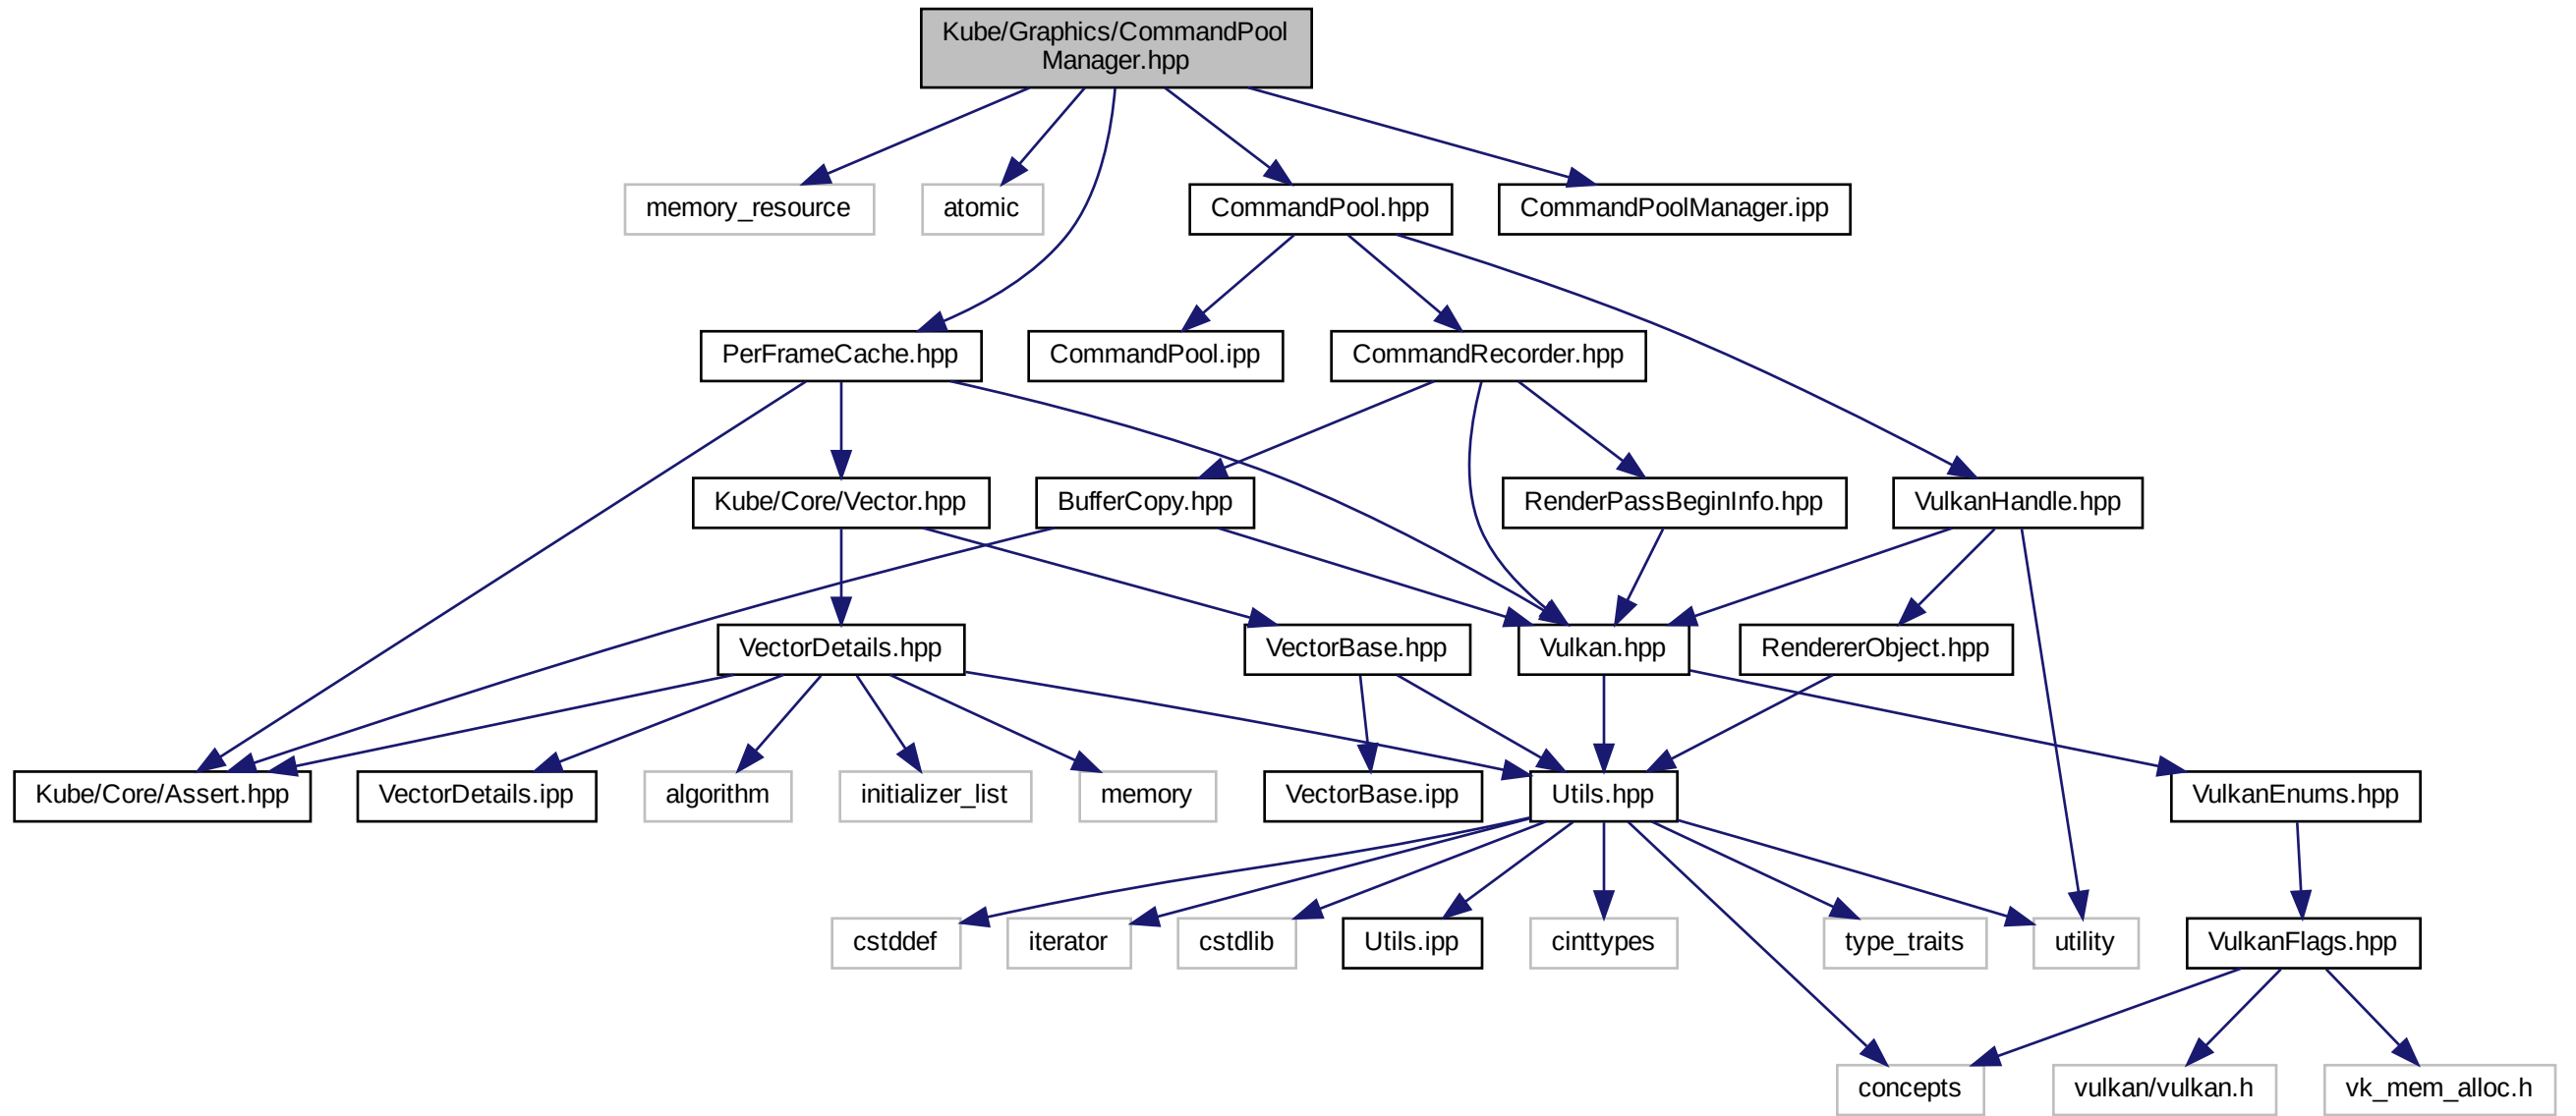 Kube/Graphics/CommandPool
Manager.hpp
memory_resource
atomic
CommandPool.hpp
CommandPoolManager.ipp
PerFrameCache.hpp
CommandPool.ipp
CommandRecorder.hpp
Kube/Core/Vector.hpp
BufferCopy.hpp
RenderPassBeginInfo.hpp
VulkanHandle.hpp
VectorDetails.hpp
VectorBase.hpp
Vulkan.hpp
RendererObject.hpp
Kube/Core/Assert.hpp
VectorDetails.ipp
algorithm
initializer_list
memory
VectorBase.ipp
Utils.hpp
VulkanEnums.hpp
cstddef
iterator
cstdlib
Utils.ipp
cinttypes
type_traits
utility
VulkanFlags.hpp
concepts
vulkan/vulkan.h
vk_mem_alloc.h